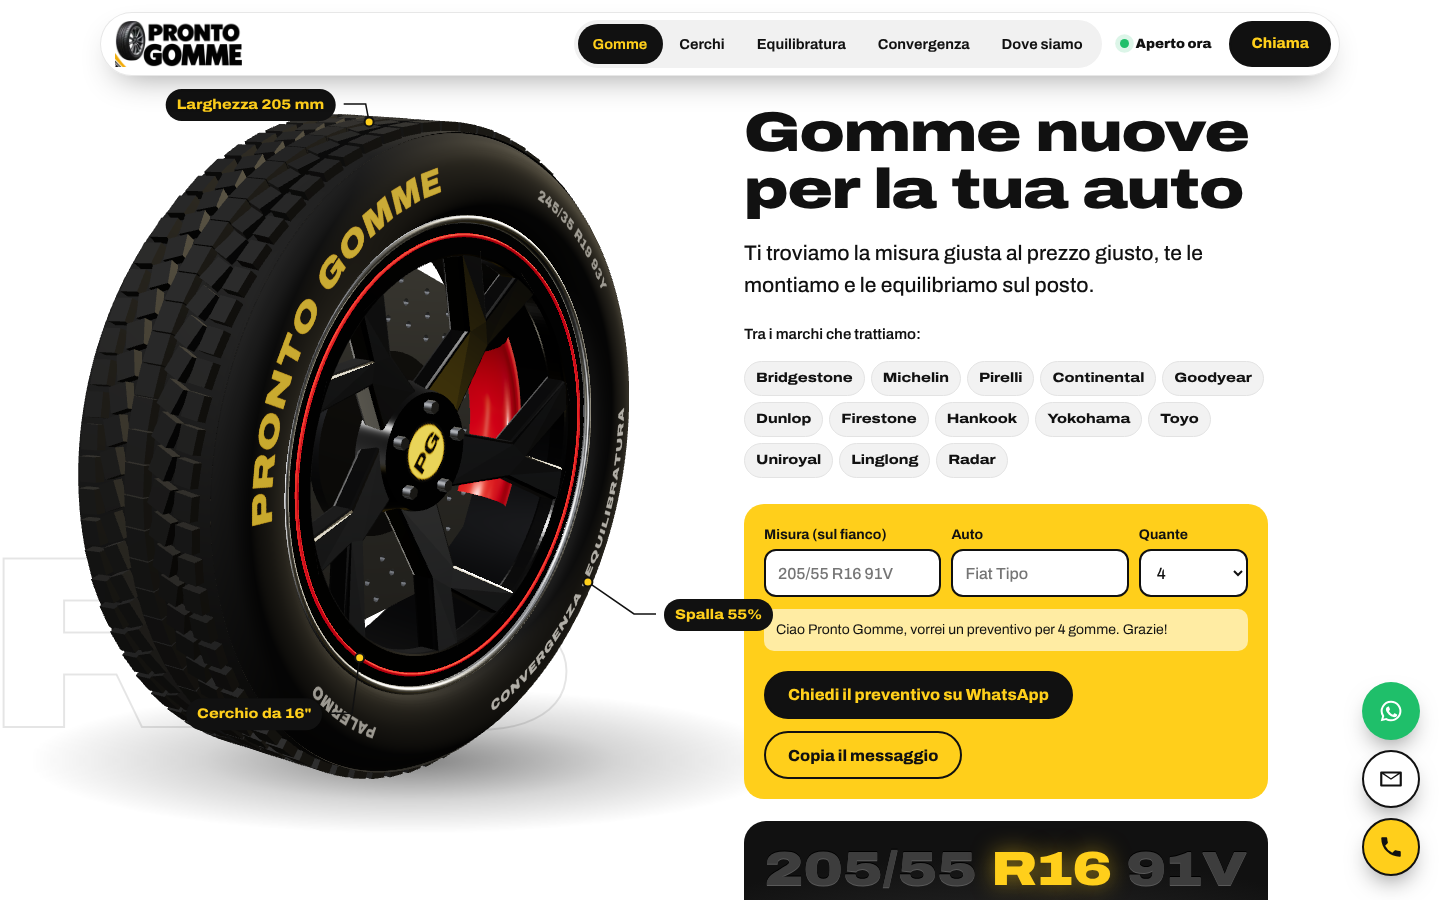 PRONTO
GOMME
Gomme
Cerchi
Equilibratura
Convergenza
Dove siamo
Aperto ora
Chiama
Larghezza 205 mm
PRONTO GOMME
245/35 R19 93Y
PG
CONVERGENZA · EQUILIBRATURA
PALERMO
Spalla 55%
Cerchio da 16"
Gomme nuove
per la tua auto
Ti troviamo la misura giusta al prezzo giusto, te le
montiamo e le equilibriamo sul posto.
Tra i marchi che trattiamo:
Bridgestone
Michelin
Pirelli
Continental
Goodyear
Dunlop
Firestone
Hankook
Yokohama
Toyo
Uniroyal
Linglong
Radar
Misura (sul fianco)
Auto
Quante
205/55 R16 91V
Fiat Tipo
4
Ciao Pronto Gomme, vorrei un preventivo per 4 gomme. Grazie!
Chiedi il preventivo su WhatsApp
Copia il messaggio
205/55 R16 91V